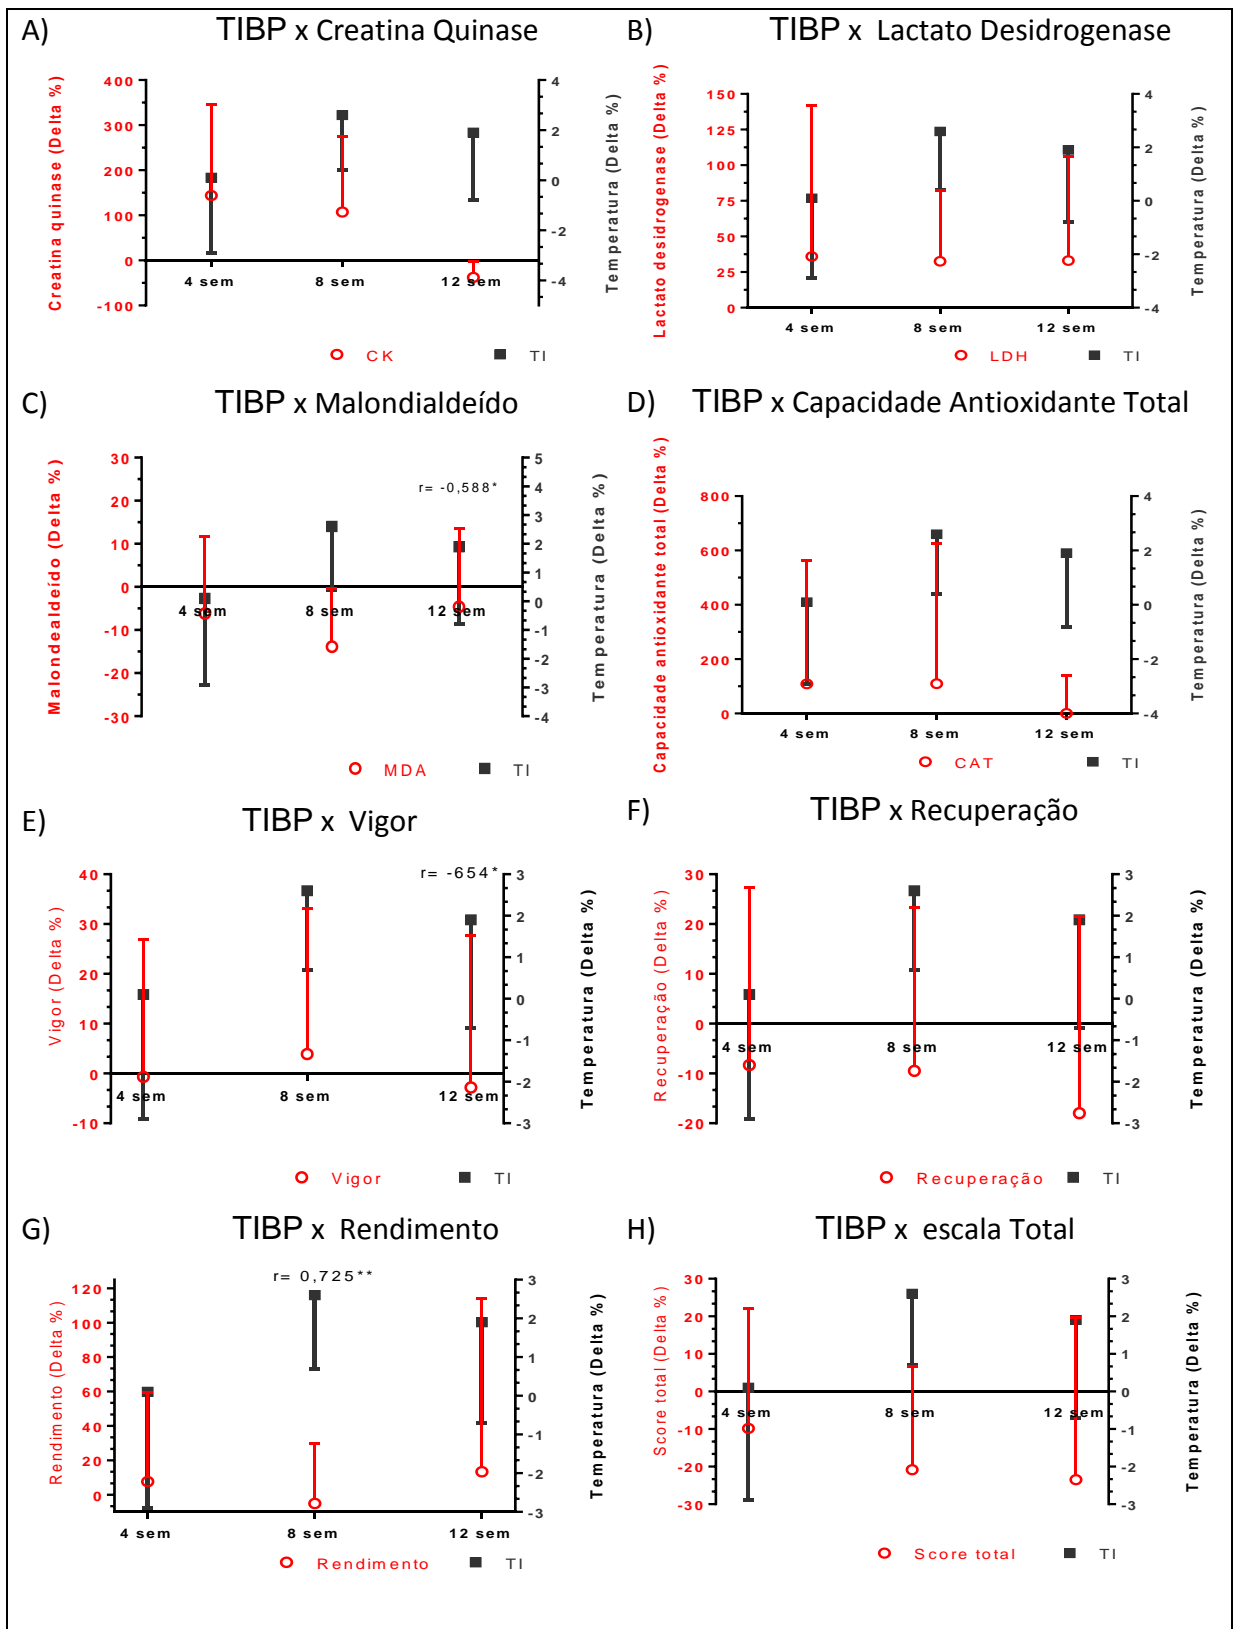 A) TIBP x Creatina Quinase
Creatina quinase (Delta %)
400
300
200
100
0
-100
4 sem 8 sem 12 sem
4
2
0
-2
-4
Temperatura (Delta %)
CK TI
B) TIBP x Lactato Desidrogenase
Lactato desidrogenase (Delta %)
150
125
100
75
50
25
0
4 sem 8 sem 12 sem
4
2
0
-2
-4
Temperatura (Delta %)
LDH TI
C) TIBP x Malondialdeído
Malondealdeído (Delta %)
30
20
10
0
-10
-20
-30
r= -0,588*
4 sem 8 sem 12 sem
5
4
3
2
1
0
-1
-2
-3
-4
Temperatura (Delta %)
MDA TI
D) TIBP x Capacidade Antioxidante Total
Capacidade antioxidante total (Delta %)
800
600
400
200
0
4 sem 8 sem 12 sem
4
2
0
-2
-4
Temperatura (Delta %)
CAT TI
E) TIBP x Vigor
Vigor (Delta %)
40
30
20
10
0
-10
r= -654*
4 sem 8 sem 12 sem
3
2
1
0
-1
-2
-3
Temperatura (Delta %)
Vigor TI
F) TIBP x Recuperação
Recuperação (Delta %)
30
20
10
0
-10
-20
4 sem 8 sem 12 sem
3
2
1
0
-1
-2
-3
Temperatura (Delta %)
Recuperação TI
G) TIBP x Rendimento
Rendimento (Delta %)
120
100
80
60
40
20
0
r= 0,725**
4 sem 8 sem 12 sem
3
2
1
0
-1
-2
-3
Temperatura (Delta %)
Rendimento TI
H) TIBP x escala Total
Score total (Delta %)
30
20
10
0
-10
-20
-30
4 sem 8 sem 12 sem
3
2
1
0
-1
-2
-3
Temperatura (Delta %)
Score total TI